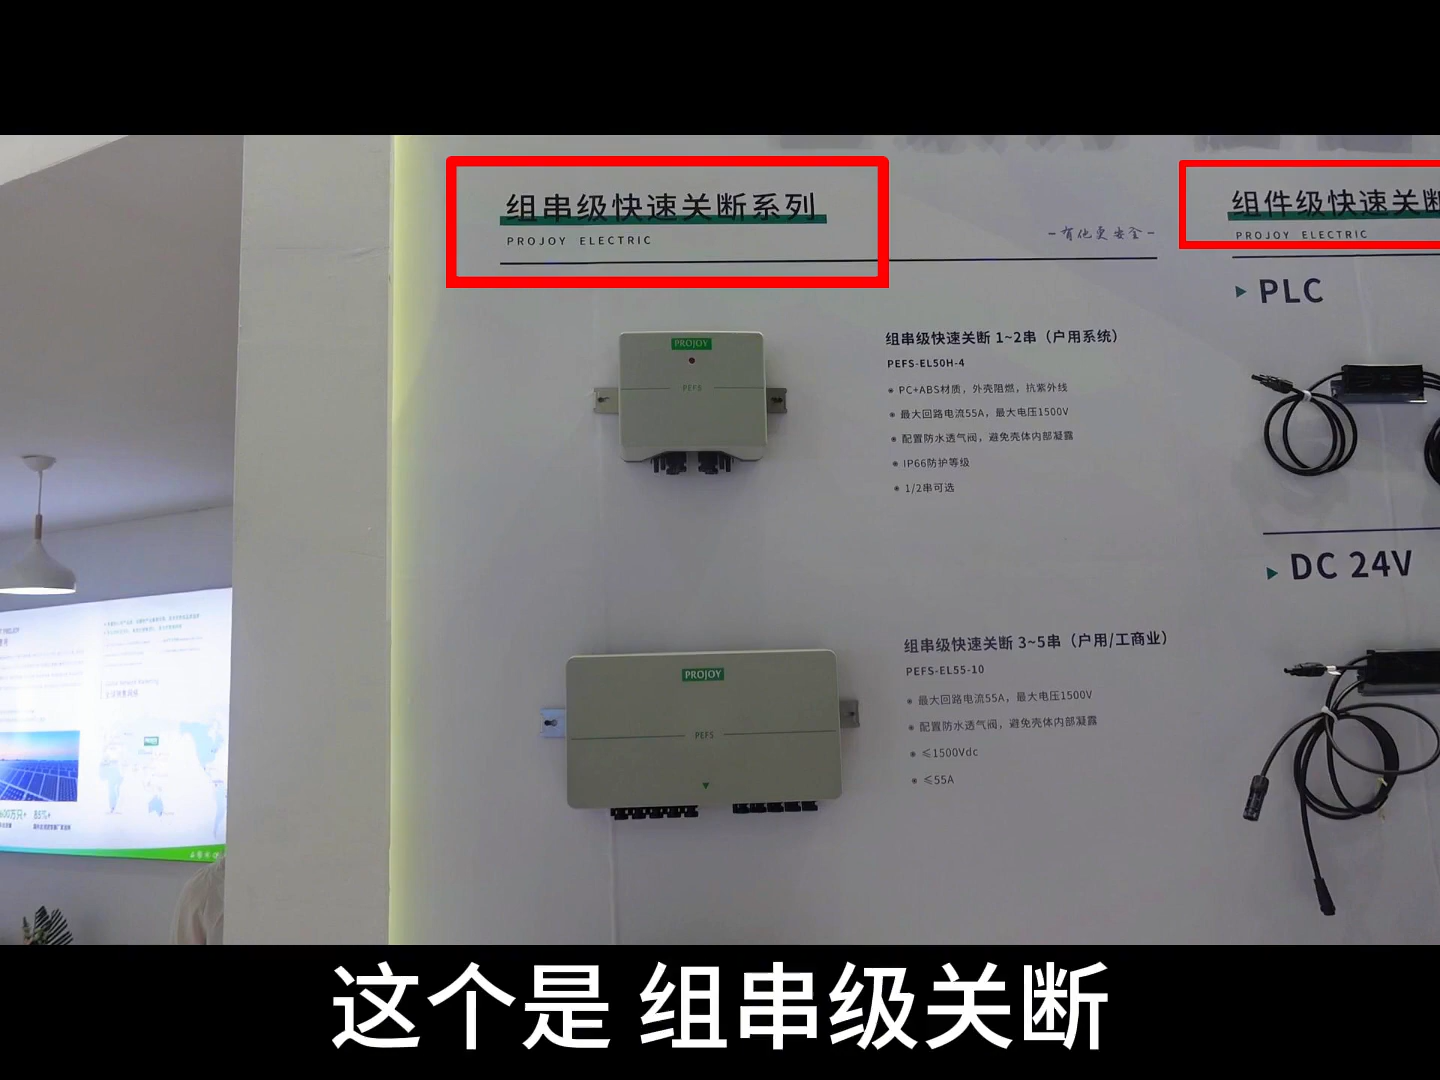 组串级快速关断系列
PROJOY ELECTRIC
-有他更安全-
PROJOY
PEFS
组串级快速关断 1~2串（户用系统）
PEFS-EL50H-4
PC+ABS材质，外壳阻燃，抗紫外线
最大回路电流55A，最大电压1500V
配置防水透气阀，避免壳体内部凝露
IP66防护等级
1/2串可选
PROJOY
PEFS
组串级快速关断 3~5串（户用/工商业）
PEFS-EL55-10
最大回路电流55A，最大电压1500V
配置防水透气阀，避免壳体内部凝露
≤1500Vdc
≤55A
组件级快速关断
PROJOY ELECTRIC
PLC
DC 24V
85%+
这个是 组串级关断